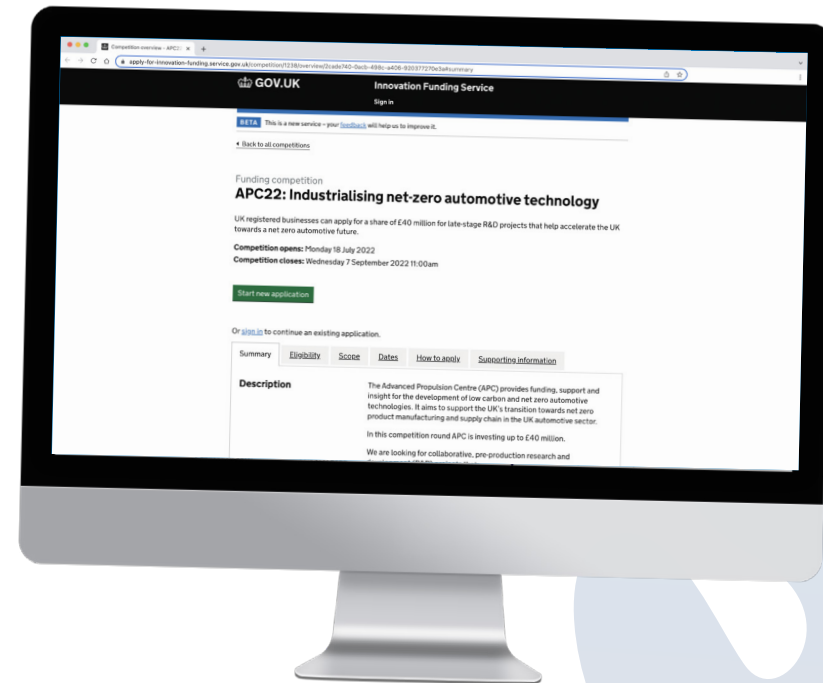 Competition overview - APC22
apply-for-innovation-funding.service.gov.uk/competition/1238/overview/2cada740-0acb-498c-a406-920377270e3a#summary
GOV.UK
Innovation Funding Service
Sign in
BETA This is a new service – your feedback will help us to improve it.
Back to all competitions
Funding competition
APC22: Industrialising net-zero automotive technology
UK registered businesses can apply for a share of £40 million for late-stage R&D projects that help accelerate the UK
towards a net zero automotive future.
Competition opens: Monday 18 July 2022
Competition closes: Wednesday 7 September 2022 11:00am
Start new application
Or sign in to continue an existing application.
Summary Eligibility Scope Dates How to apply Supporting information
Description
The Advanced Propulsion Centre (APC) provides funding, support and
insight for the development of low carbon and net zero automotive
technologies. It aims to support the UK's transition towards net zero
product manufacturing and supply chain in the UK automotive sector.
In this competition round APC is investing up to £40 million.
We are looking for collaborative, pre-production research and